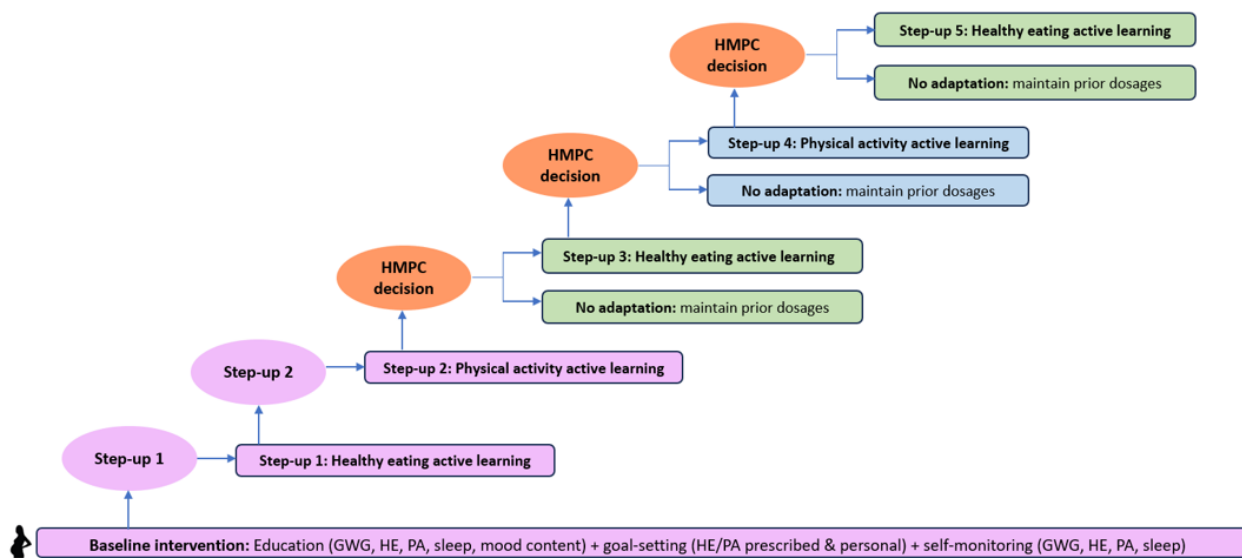 HMPC
decision
Step-up 5: Healthy eating active learning
No adaptation: maintain prior dosages
HMPC
decision
Step-up 4: Physical activity active learning
No adaptation: maintain prior dosages
HMPC
decision
Step-up 3: Healthy eating active learning
No adaptation: maintain prior dosages
Step-up 2
Step-up 2: Physical activity active learning
Step-up 1
Step-up 1: Healthy eating active learning
Baseline intervention: Education (GWG, HE, PA, sleep, mood content) + goal-setting (HE/PA prescribed & personal) + self-monitoring (GWG, HE, PA, sleep)